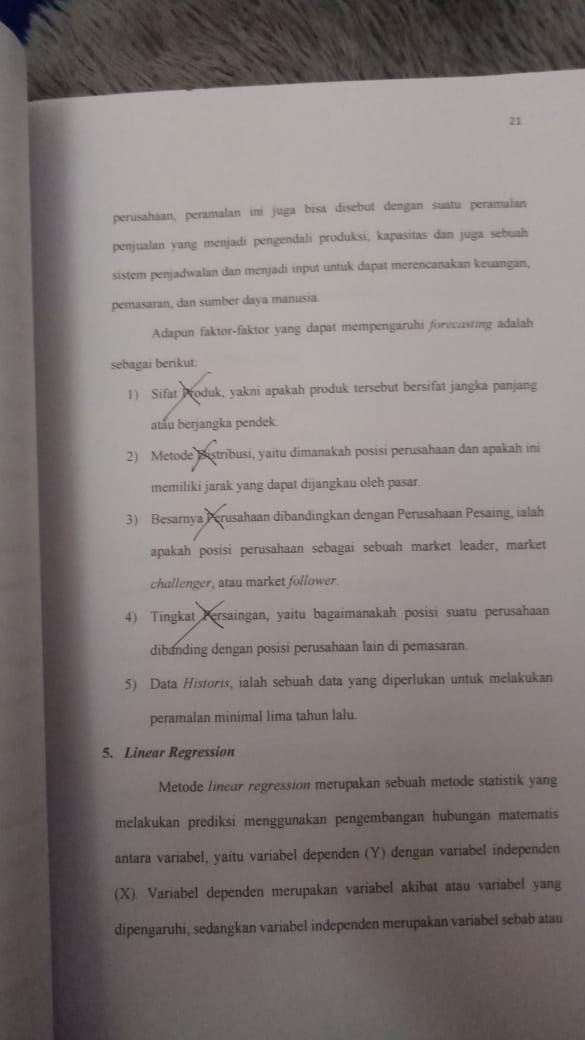 21
perusahaan, peramalan ini juga bisa disebut dengan suatu peramalan
penjualan yang menjadi pengendali produksi, kapasitas dan juga sebuah
sistem penjadwalan dan menjadi input untuk dapat merencanakan keuangan,
pemasaran, dan sumber daya manusia.
Adapun faktor-faktor yang dapat mempengaruhi forecasting adalah
sebagai berikut:
1) Sifat Produk, yakni apakah produk tersebut bersifat jangka panjang
atau berjangka pendek.
2) Metode Distribusi, yaitu dimanakah posisi perusahaan dan apakah ini
memiliki jarak yang dapat dijangkau oleh pasar.
3) Besarnya Perusahaan dibandingkan dengan Perusahaan Pesaing, ialah
apakah posisi perusahaan sebagai sebuah market leader, market
challenger, atau market follower.
4) Tingkat Persaingan, yaitu bagaimanakah posisi suatu perusahaan
dibanding dengan posisi perusahaan lain di pemasaran.
5) Data Historis, ialah sebuah data yang diperlukan untuk melakukan
peramalan minimal lima tahun lalu.
5. Linear Regression
Metode linear regression merupakan sebuah metode statistik yang
melakukan prediksi menggunakan pengembangan hubungan matematis
antara variabel, yaitu variabel dependen (Y) dengan variabel independen
(X). Variabel dependen merupakan variabel akibat atau variabel yang
dipengaruhi, sedangkan variabel independen merupakan variabel sebab atau